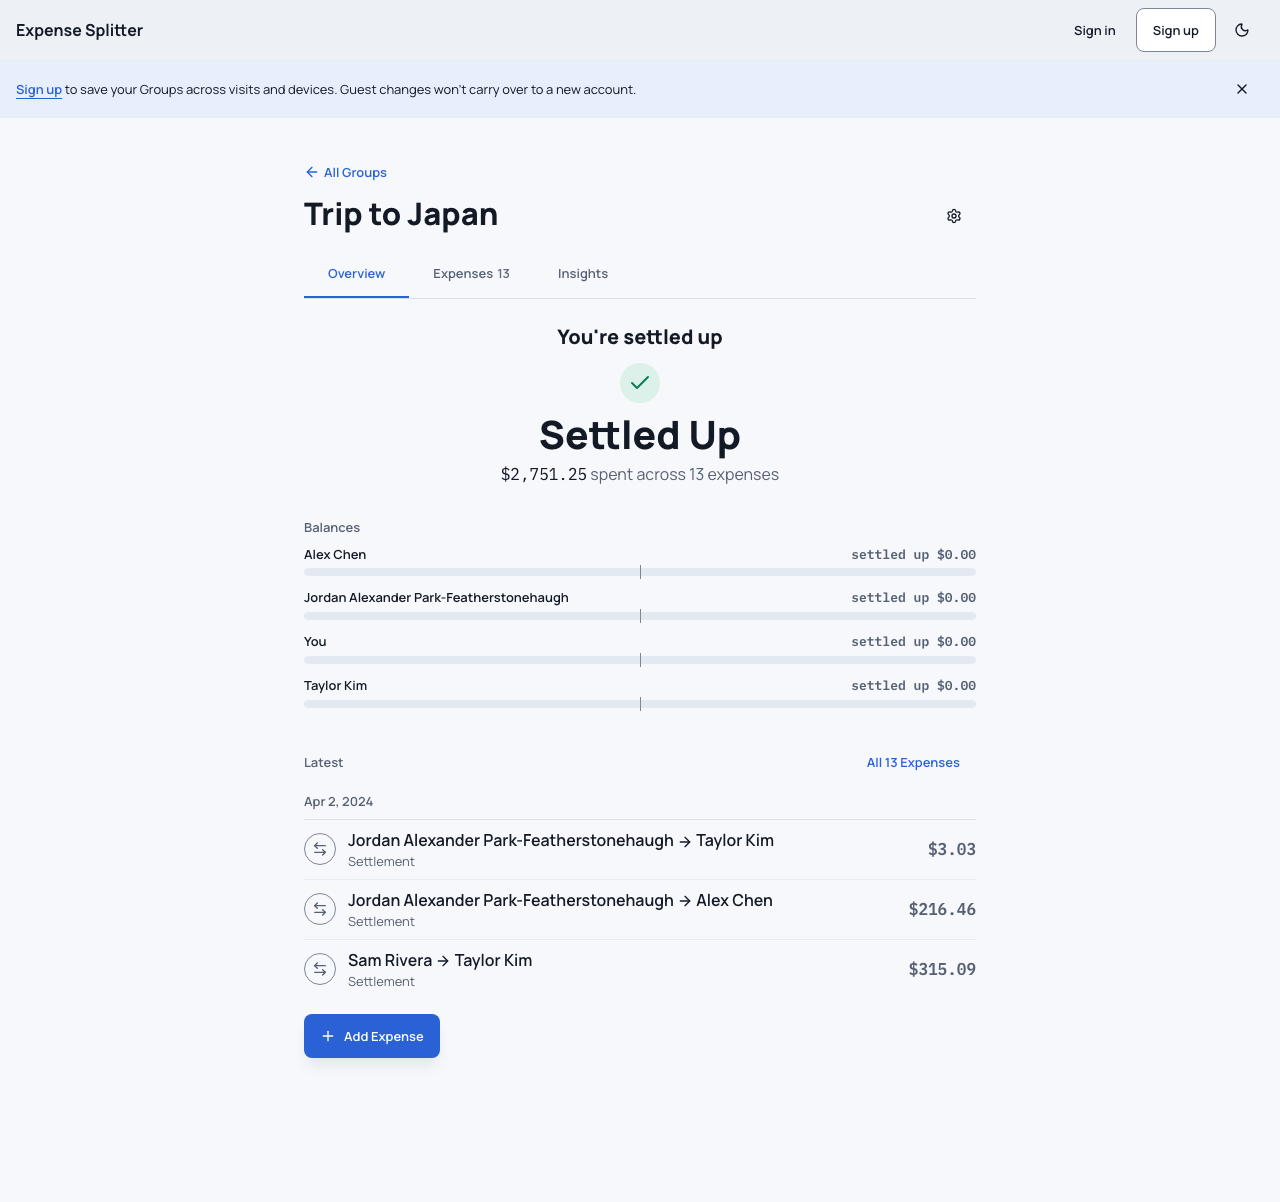 Expense Splitter
Sign in
Sign up
Sign up to save your Groups across visits and devices. Guest changes won't carry over to a new account.
All Groups
Trip to Japan
Overview
Expenses 13
Insights
You're settled up
Settled Up
$2,751.25 spent across 13 expenses
Balances
Alex Chen
settled up $0.00
Jordan Alexander Park-Featherstonehaugh
settled up $0.00
You
settled up $0.00
Taylor Kim
settled up $0.00
Latest
All 13 Expenses
Apr 2, 2024
Jordan Alexander Park-Featherstonehaugh → Taylor Kim
Settlement
$3.03
Jordan Alexander Park-Featherstonehaugh → Alex Chen
Settlement
$216.46
Sam Rivera → Taylor Kim
Settlement
$315.09
Add Expense